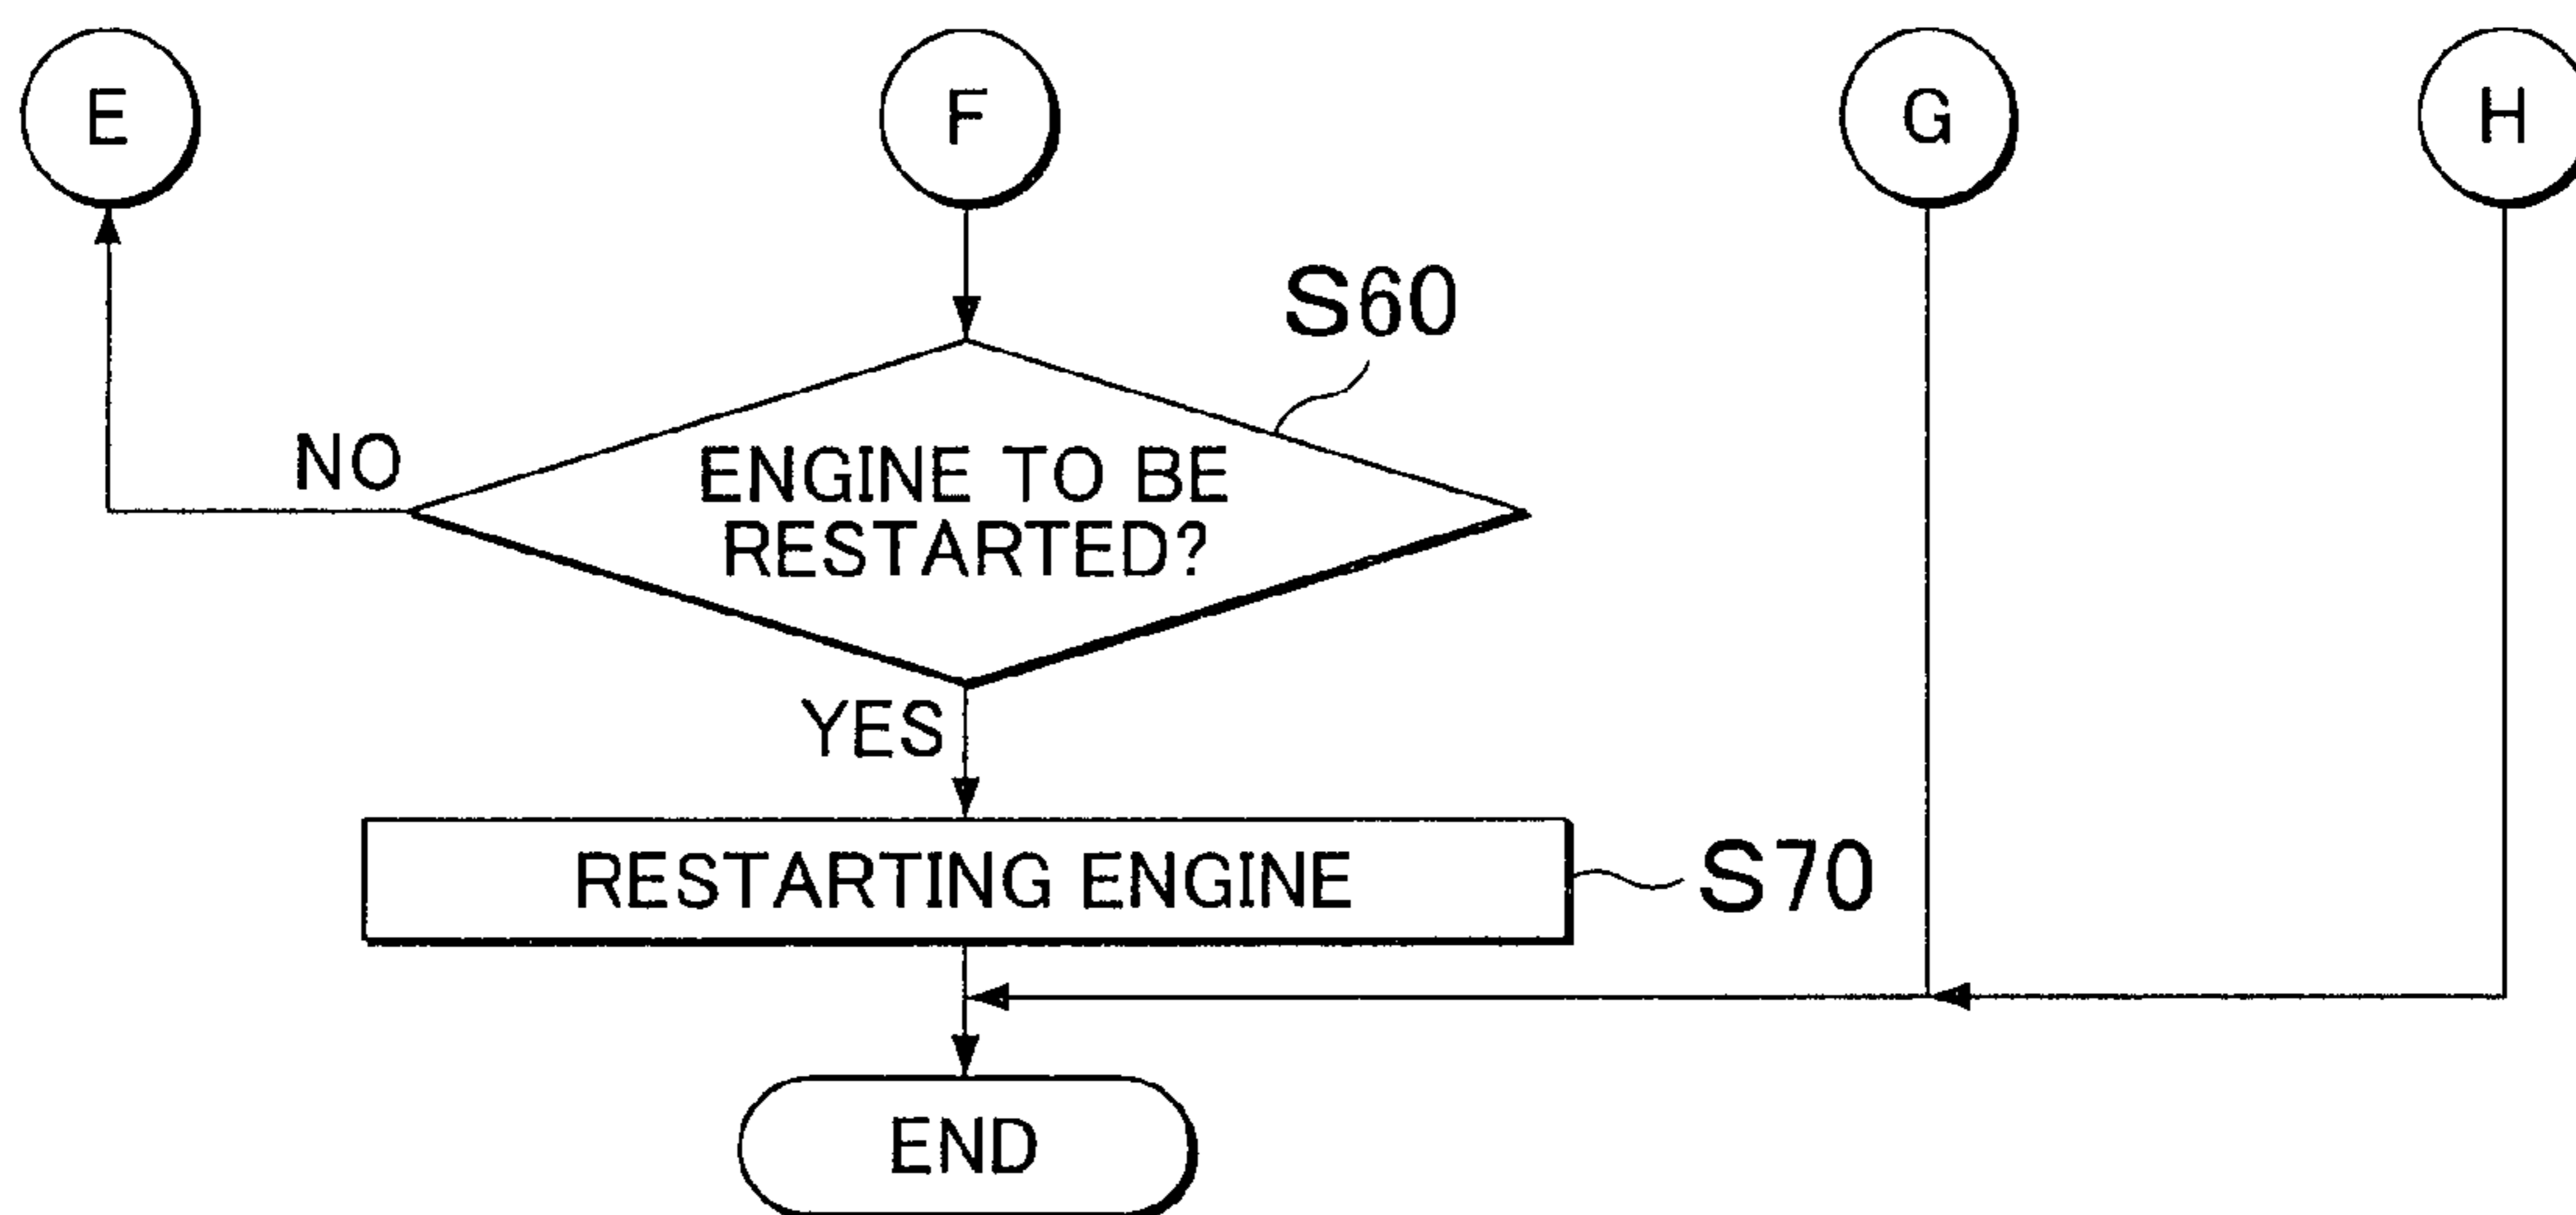 E
F
G
H
S60
NO
ENGINE TO BE
RESTARTED?
YES
RESTARTING ENGINE
S70
END